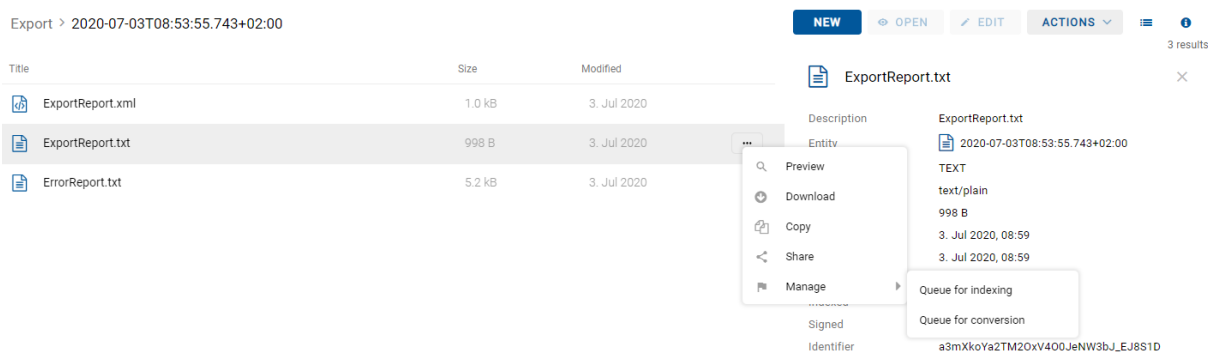 Export > 2020-07-03T08:53:55.743+02:00
NEW
OPEN
EDIT
ACTIONS
3 results
Title Size Modified
ExportReport.xml 1.0 kB 3. Jul 2020
ExportReport.txt 998 B 3. Jul 2020
ErrorReport.txt 5.2 kB 3. Jul 2020
Preview
Download
Copy
Share
Manage
Queue for indexing
Queue for conversion
ExportReport.txt
Description ExportReport.txt
Entity 2020-07-03T08:53:55.743+02:00
TEXT
text/plain
998 B
3. Jul 2020, 08:59
3. Jul 2020, 08:59
Indexed
Signed
Identifier a3mXkoYa2TM2OxV4O0JeNW3bJ_EJ8S1D